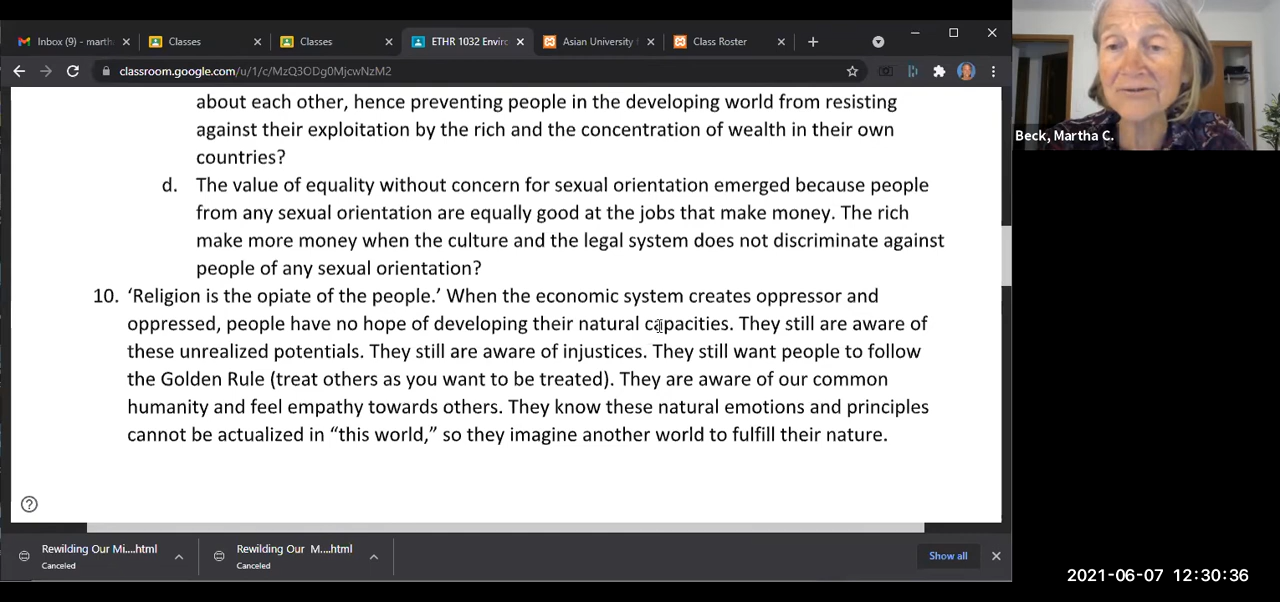 Inbox (9) - marth
Classes
Classes
ETHR 1032 Enviro
Asian University f
Class Roster
classroom.google.com/u/1/c/MzQ3ODg0MjcwNzM2
Beck, Martha C.
about each other, hence preventing people in the developing world from resisting
against their exploitation by the rich and the concentration of wealth in their own
countries?
d. The value of equality without concern for sexual orientation emerged because people
from any sexual orientation are equally good at the jobs that make money. The rich
make more money when the culture and the legal system does not discriminate against
people of any sexual orientation?
10. ‘Religion is the opiate of the people.’ When the economic system creates oppressor and
oppressed, people have no hope of developing their natural capacities. They still are aware of
these unrealized potentials. They still are aware of injustices. They still want people to follow
the Golden Rule (treat others as you want to be treated). They are aware of our common
humanity and feel empathy towards others. They know these natural emotions and principles
cannot be actualized in “this world,” so they imagine another world to fulfill their nature.
Rewilding Our Mi....html
Canceled
Rewilding Our M....html
Canceled
Show all
2021-06-07 12:30:36